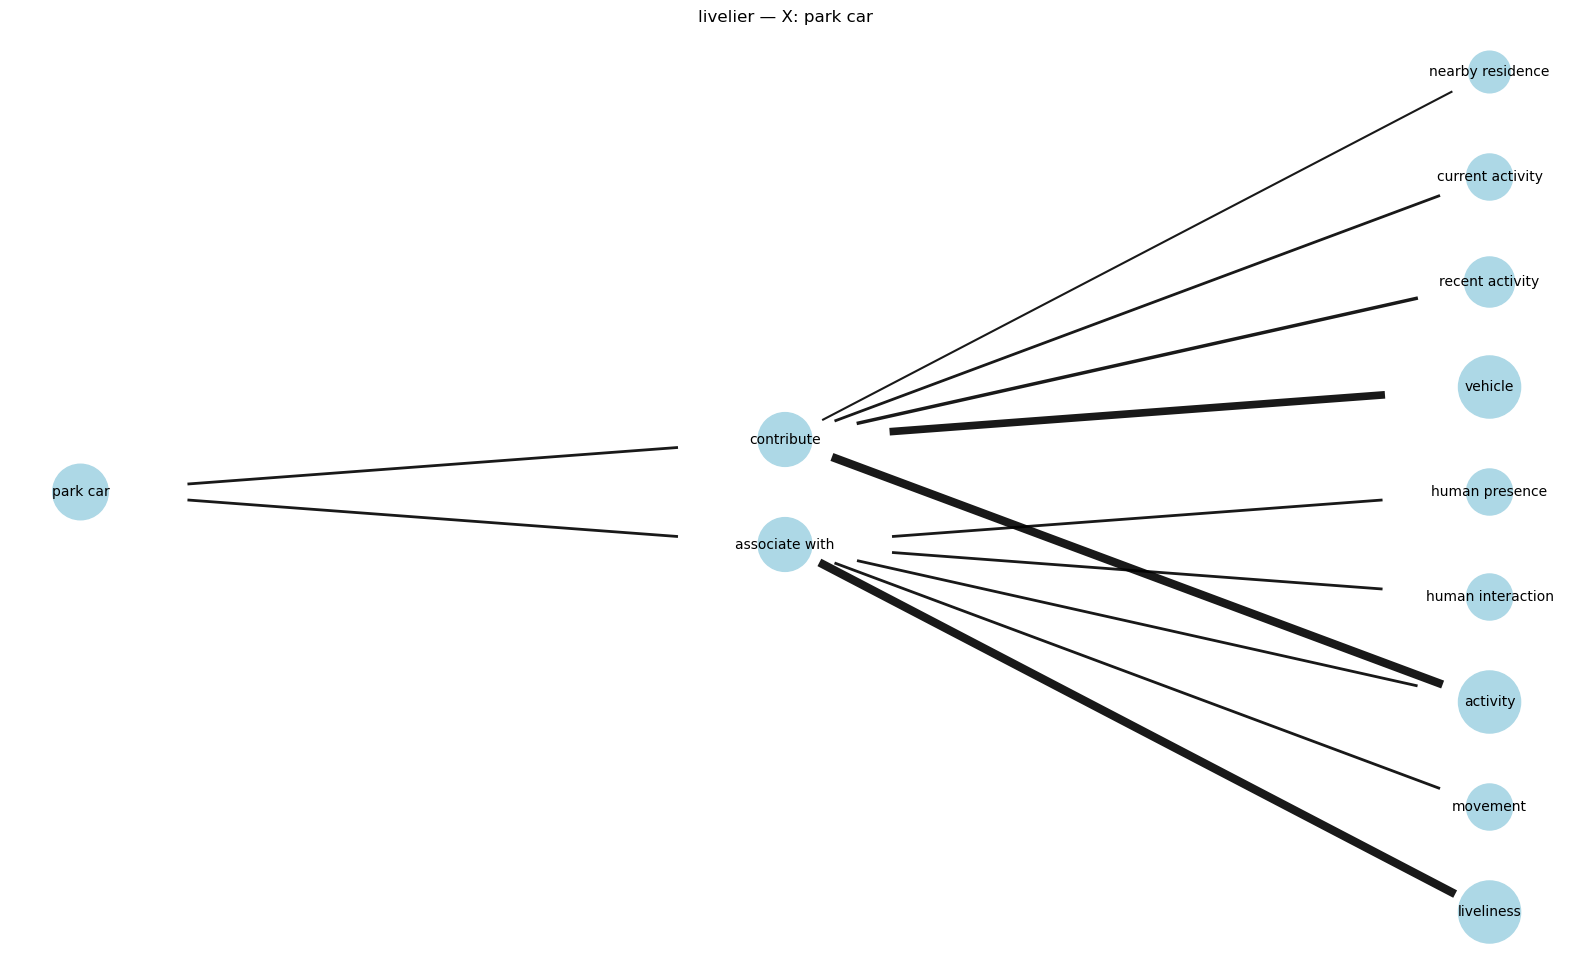 livelier — X: park car
nearby residence
current activity
recent activity
vehicle
contribute
park car
human presence
associate with
human interaction
activity
movement
liveliness